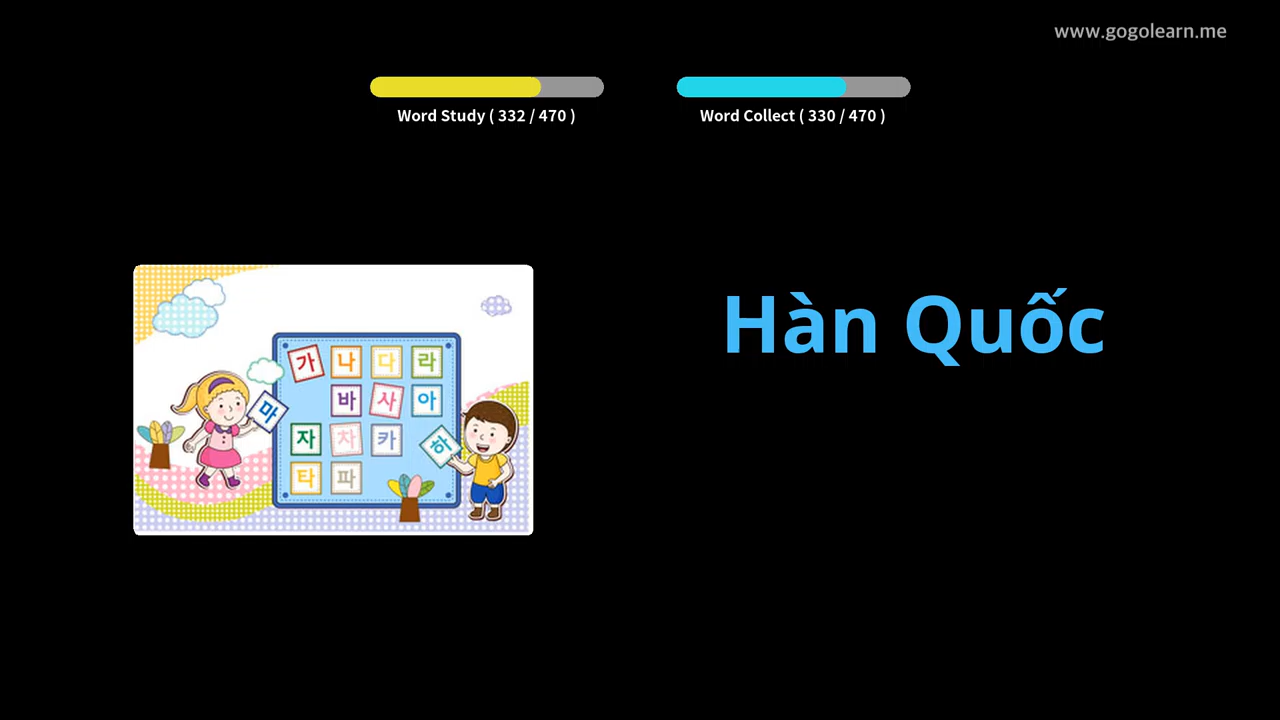 www.gogolearn.me
Word Study ( 332 / 470 )
Word Collect ( 330 / 470 )
Hàn Quốc
가 나 다 라
마 바 사 아
자 차 카 하
타 파